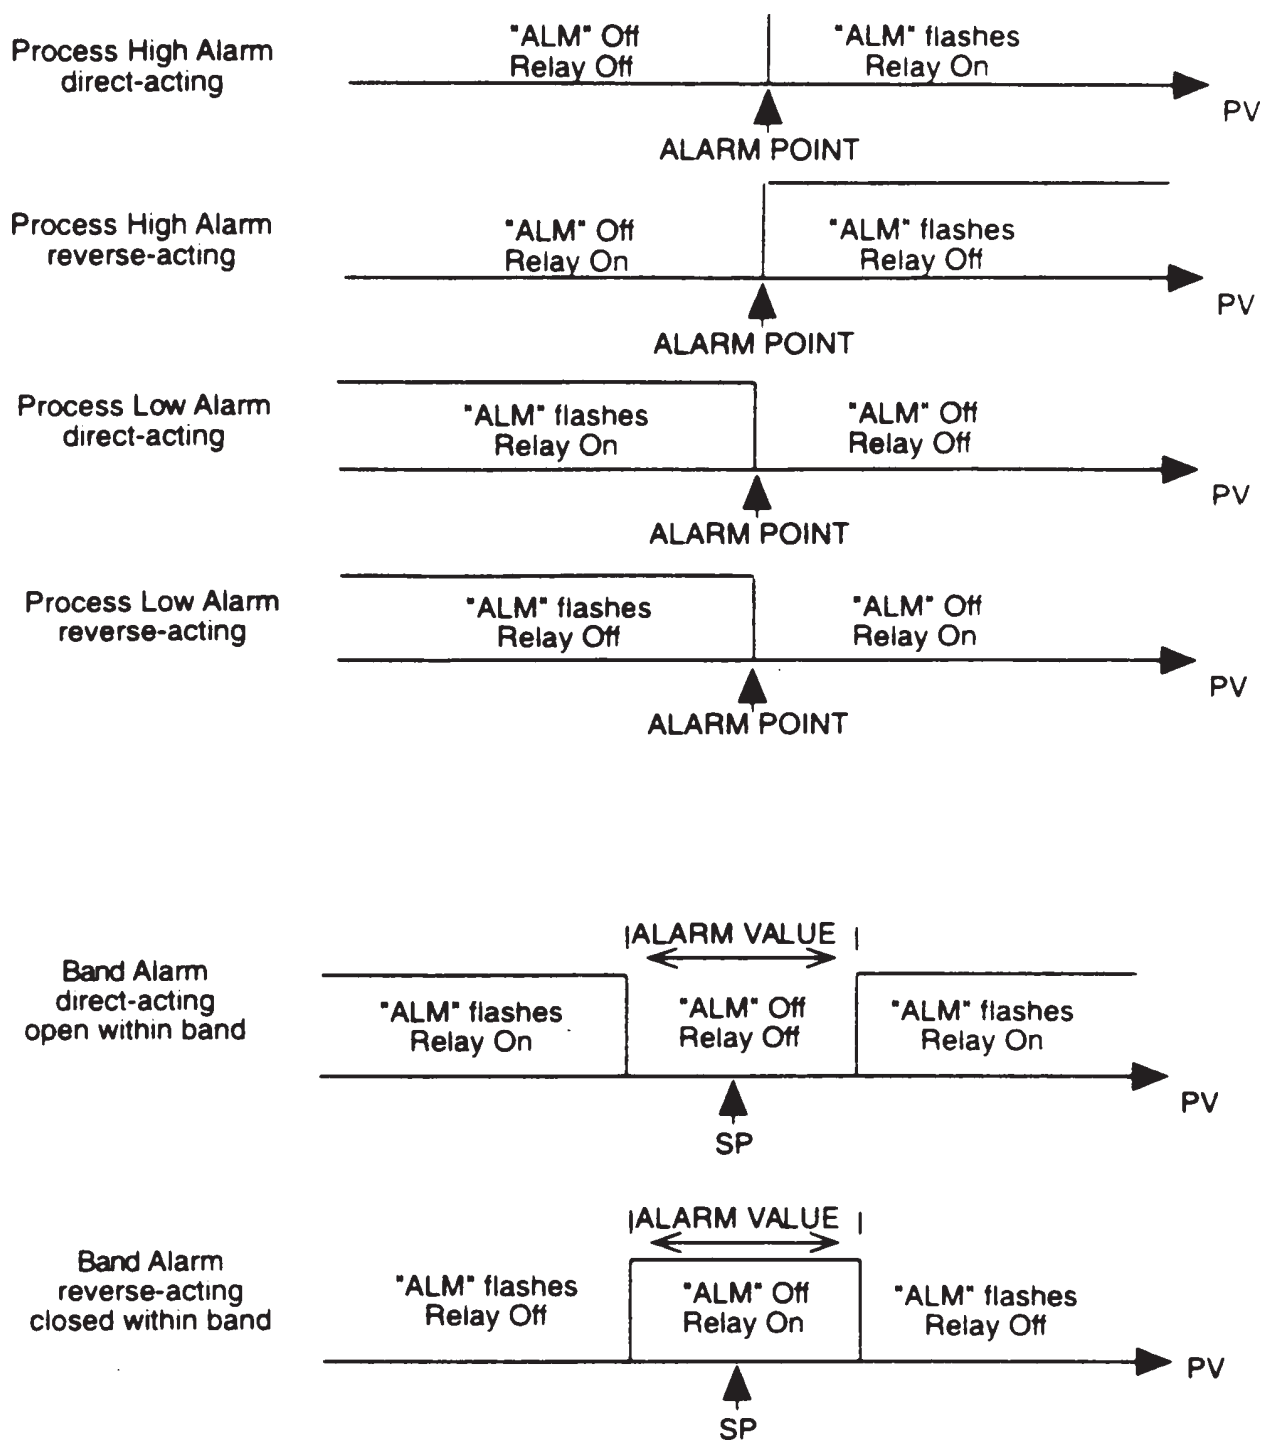 Process High Alarm
direct-acting
"ALM" Off
Relay Off
"ALM" flashes
Relay On
PV
ALARM POINT
Process High Alarm
reverse-acting
"ALM" Off
Relay On
"ALM" flashes
Relay Off
PV
ALARM POINT
Process Low Alarm
direct-acting
"ALM" flashes
Relay On
"ALM" Off
Relay Off
PV
ALARM POINT
Process Low Alarm
reverse-acting
"ALM" flashes
Relay Off
"ALM" Off
Relay On
PV
ALARM POINT
Band Alarm
direct-acting
open within band
ALARM VALUE
"ALM" flashes
Relay On
"ALM" Off
Relay Off
"ALM" flashes
Relay On
PV
SP
Band Alarm
reverse-acting
closed within band
ALARM VALUE
"ALM" flashes
Relay Off
"ALM" Off
Relay On
"ALM" flashes
Relay Off
PV
SP